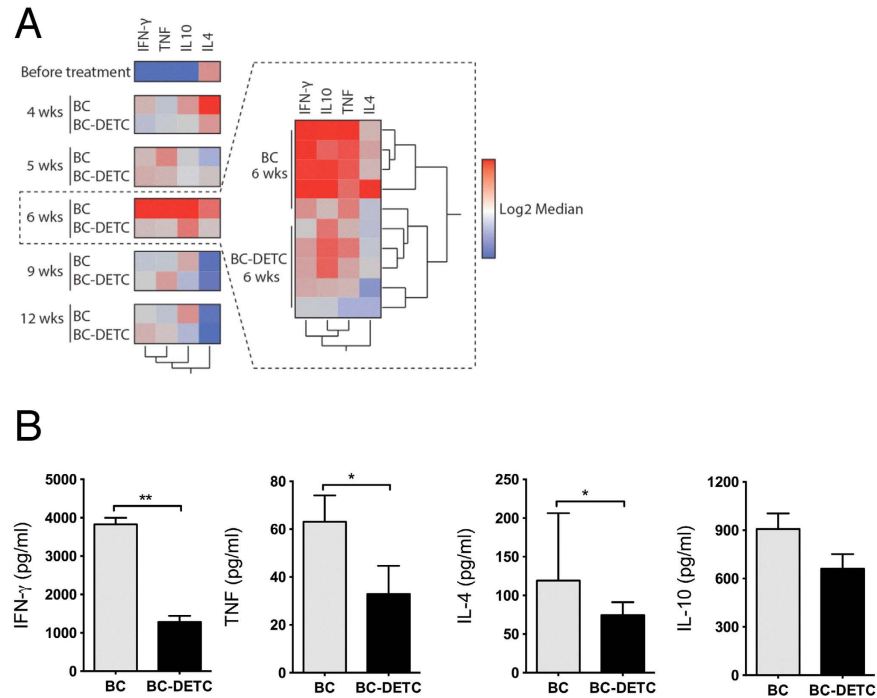 A
IFN-γ TNF IL10 IL4
Before treatment
4 wks BC
BC-DETC
5 wks BC
BC-DETC
6 wks BC
BC-DETC
9 wks BC
BC-DETC
12 wks BC
BC-DETC
IFN-γ IL10 TNF IL4
BC
6 wks
BC-DETC
6 wks
Log2 Median
B
IFN-γ (pg/ml)
5000
4000
3000
2000
1000
0
**
BC BC-DETC
TNF (pg/ml)
80
60
40
20
0
*
BC BC-DETC
IL-4 (pg/ml)
250
200
150
100
50
0
*
BC BC-DETC
IL-10 (pg/ml)
1200
900
600
300
0
BC BC-DETC